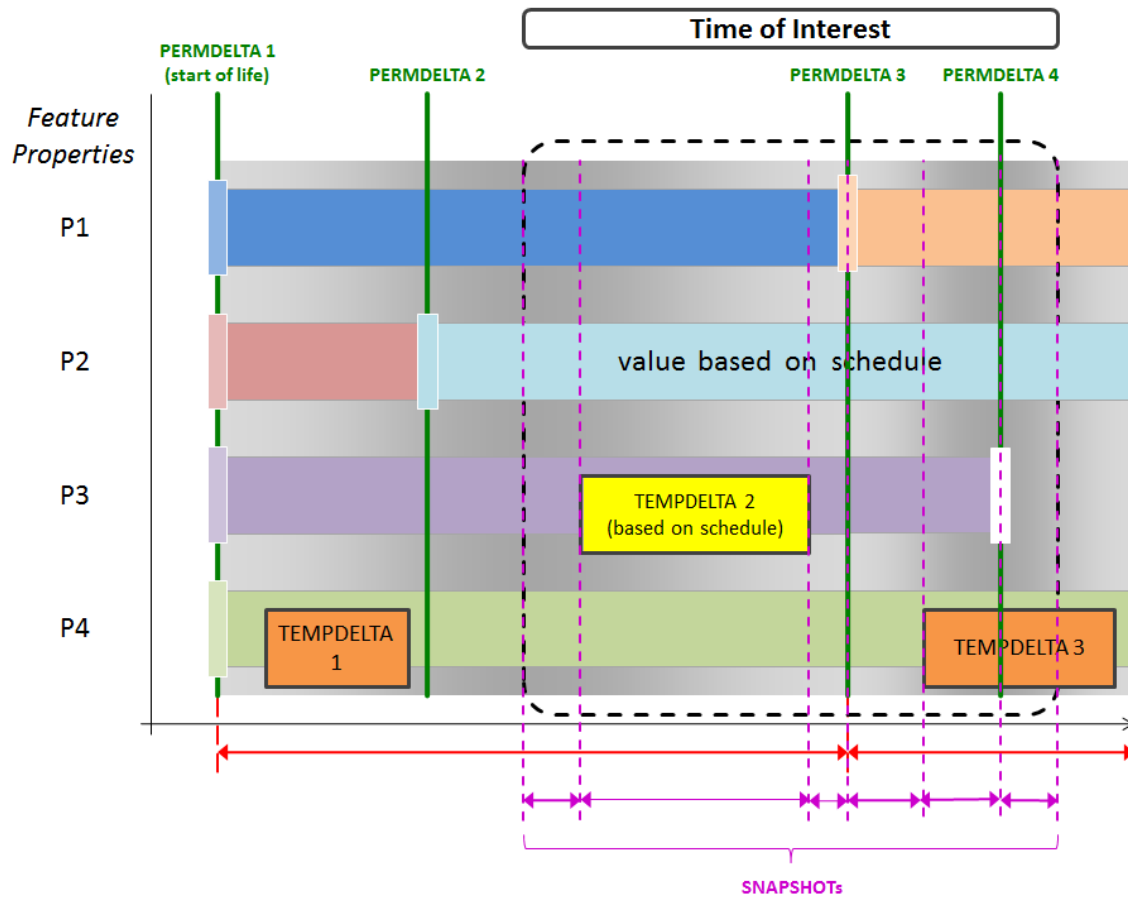 Time of Interest
PERMDELTA 1
(start of life)
PERMDELTA 2
PERMDELTA 3
PERMDELTA 4
Feature
Properties
P1
P2
value based on schedule
P3
TEMPDELTA 2
(based on schedule)
P4
TEMPDELTA
1
TEMPDELTA 3
SNAPSHOTs